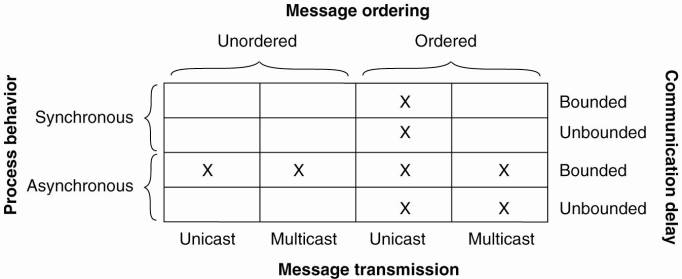 Message ordering
Unordered Ordered
Process behavior
Communication delay
Synchronous
X Bounded
X Unbounded
Asynchronous
X X X X Bounded
X X Unbounded
Unicast Multicast Unicast Multicast
Message transmission